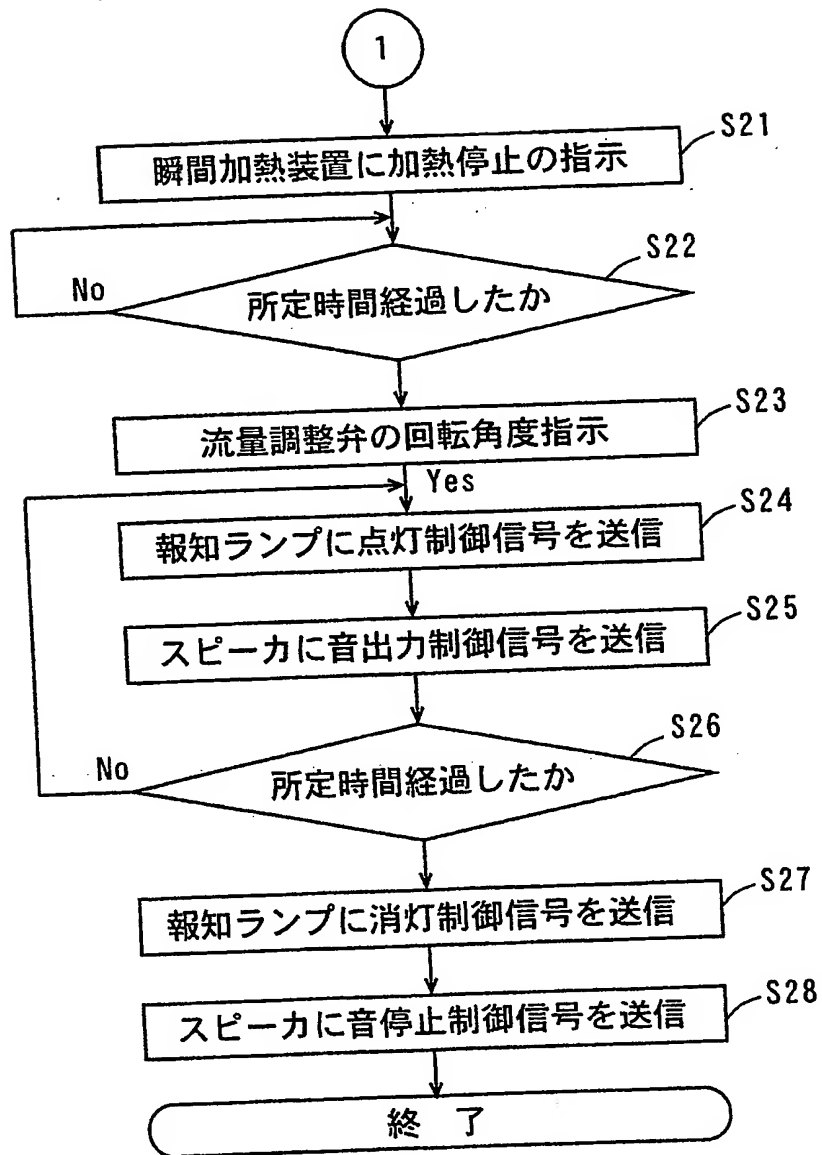 1
S21
瞬間加熱装置に加熱停止の指示
S22
No
所定時間経過したか
S23
流量調整弁の回転角度指示
Yes
S24
報知ランプに点灯制御信号を送信
S25
スピーカに音出力制御信号を送信
S26
No
所定時間経過したか
S27
報知ランプに消灯制御信号を送信
S28
スピーカに音停止制御信号を送信
終 了